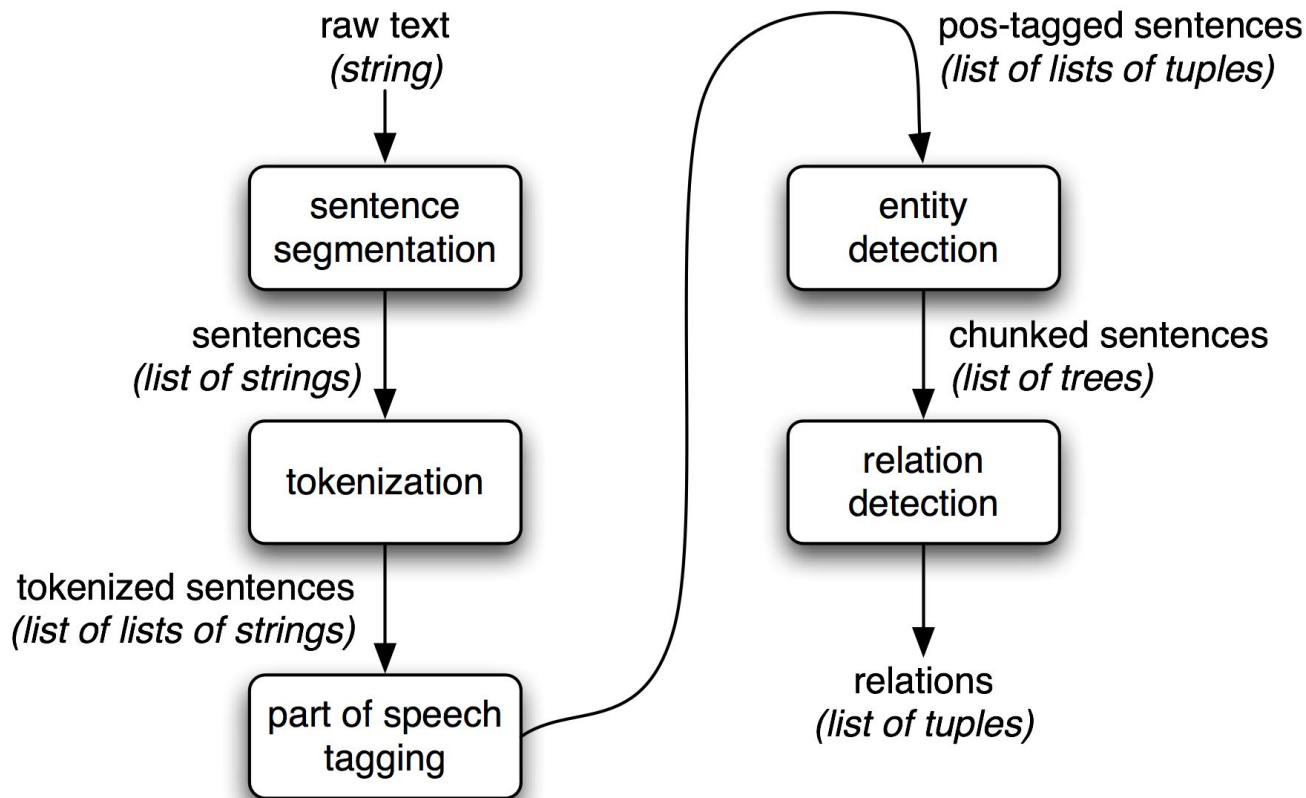 raw text
(string)
sentence
segmentation
sentences
(list of strings)
tokenization
tokenized sentences
(list of lists of strings)
part of speech
tagging
pos-tagged sentences
(list of lists of tuples)
entity
detection
chunked sentences
(list of trees)
relation
detection
relations
(list of tuples)